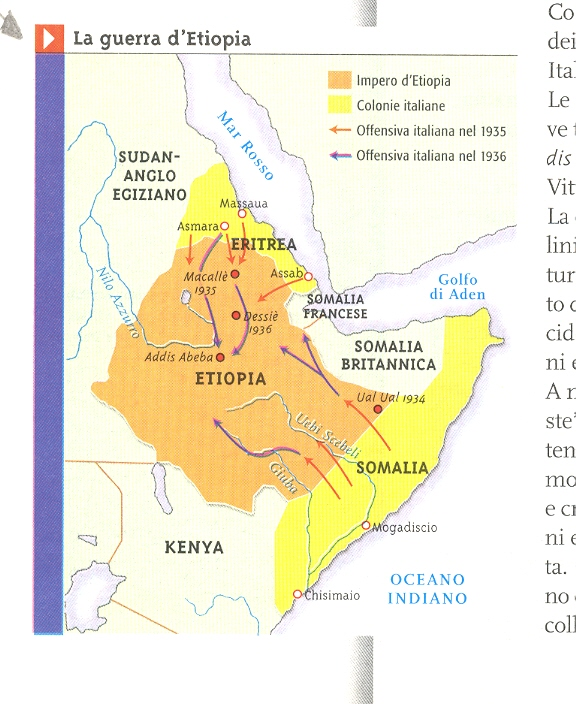 La guerra d'Etiopia
Impero d'Etiopia
Colonie italiane
Offensiva italiana nel 1935
Offensiva italiana nel 1936
Mar Rosso
SUDAN-
ANGLO
EGIZIANO
Massaua
Asmara
ERITREA
Macallè
1935
Assab
Golfo
di Aden
Nilo Azzurro
SOMALIA
FRANCESE
Dessiè
1936
SOMALIA
BRITANNICA
Addis Abeba
ETIOPIA
Ual Ual 1934
Uebi Scebeli
SOMALIA
Giuba
Mogadiscio
KENYA
OCEANO
INDIANO
Chisimaio
Co
dei
Ital
Le
ve t
dis
Vitt
La
lini
tur
to c
cid
ni e
A n
ste'
ten
mo
e cr
ni e
ta.
no
coll